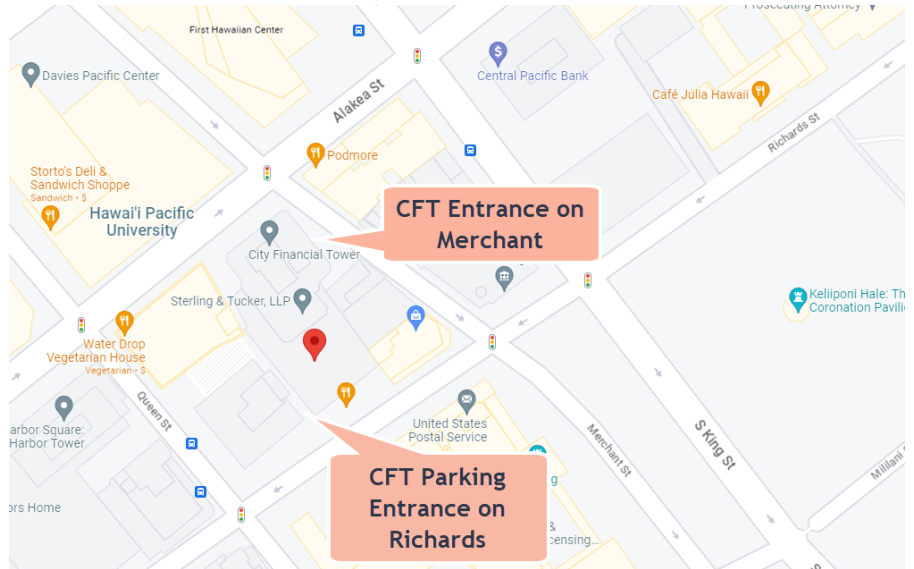 First Hawaiian Center
Prosecuting Attorney
Davies Pacific Center
Alakea St
$
Central Pacific Bank
Café Julia Hawaii
Richards St
Podmore
Storto's Deli &
Sandwich Shoppe
Sandwich • $
Hawai'i Pacific
University
CFT Entrance on
Merchant
City Financial Tower
Sterling & Tucker, LLP
Keliiponi Hale: Th
Coronation Pavili
Water Drop
Vegetarian House
Vegetarian • $
Queen St
arbor Square:
Harbor Tower
United States
Postal Service
Merchant St
S King St
Mililani
CFT Parking
Entrance on
Richards
ors Home
g
&
censing...
S